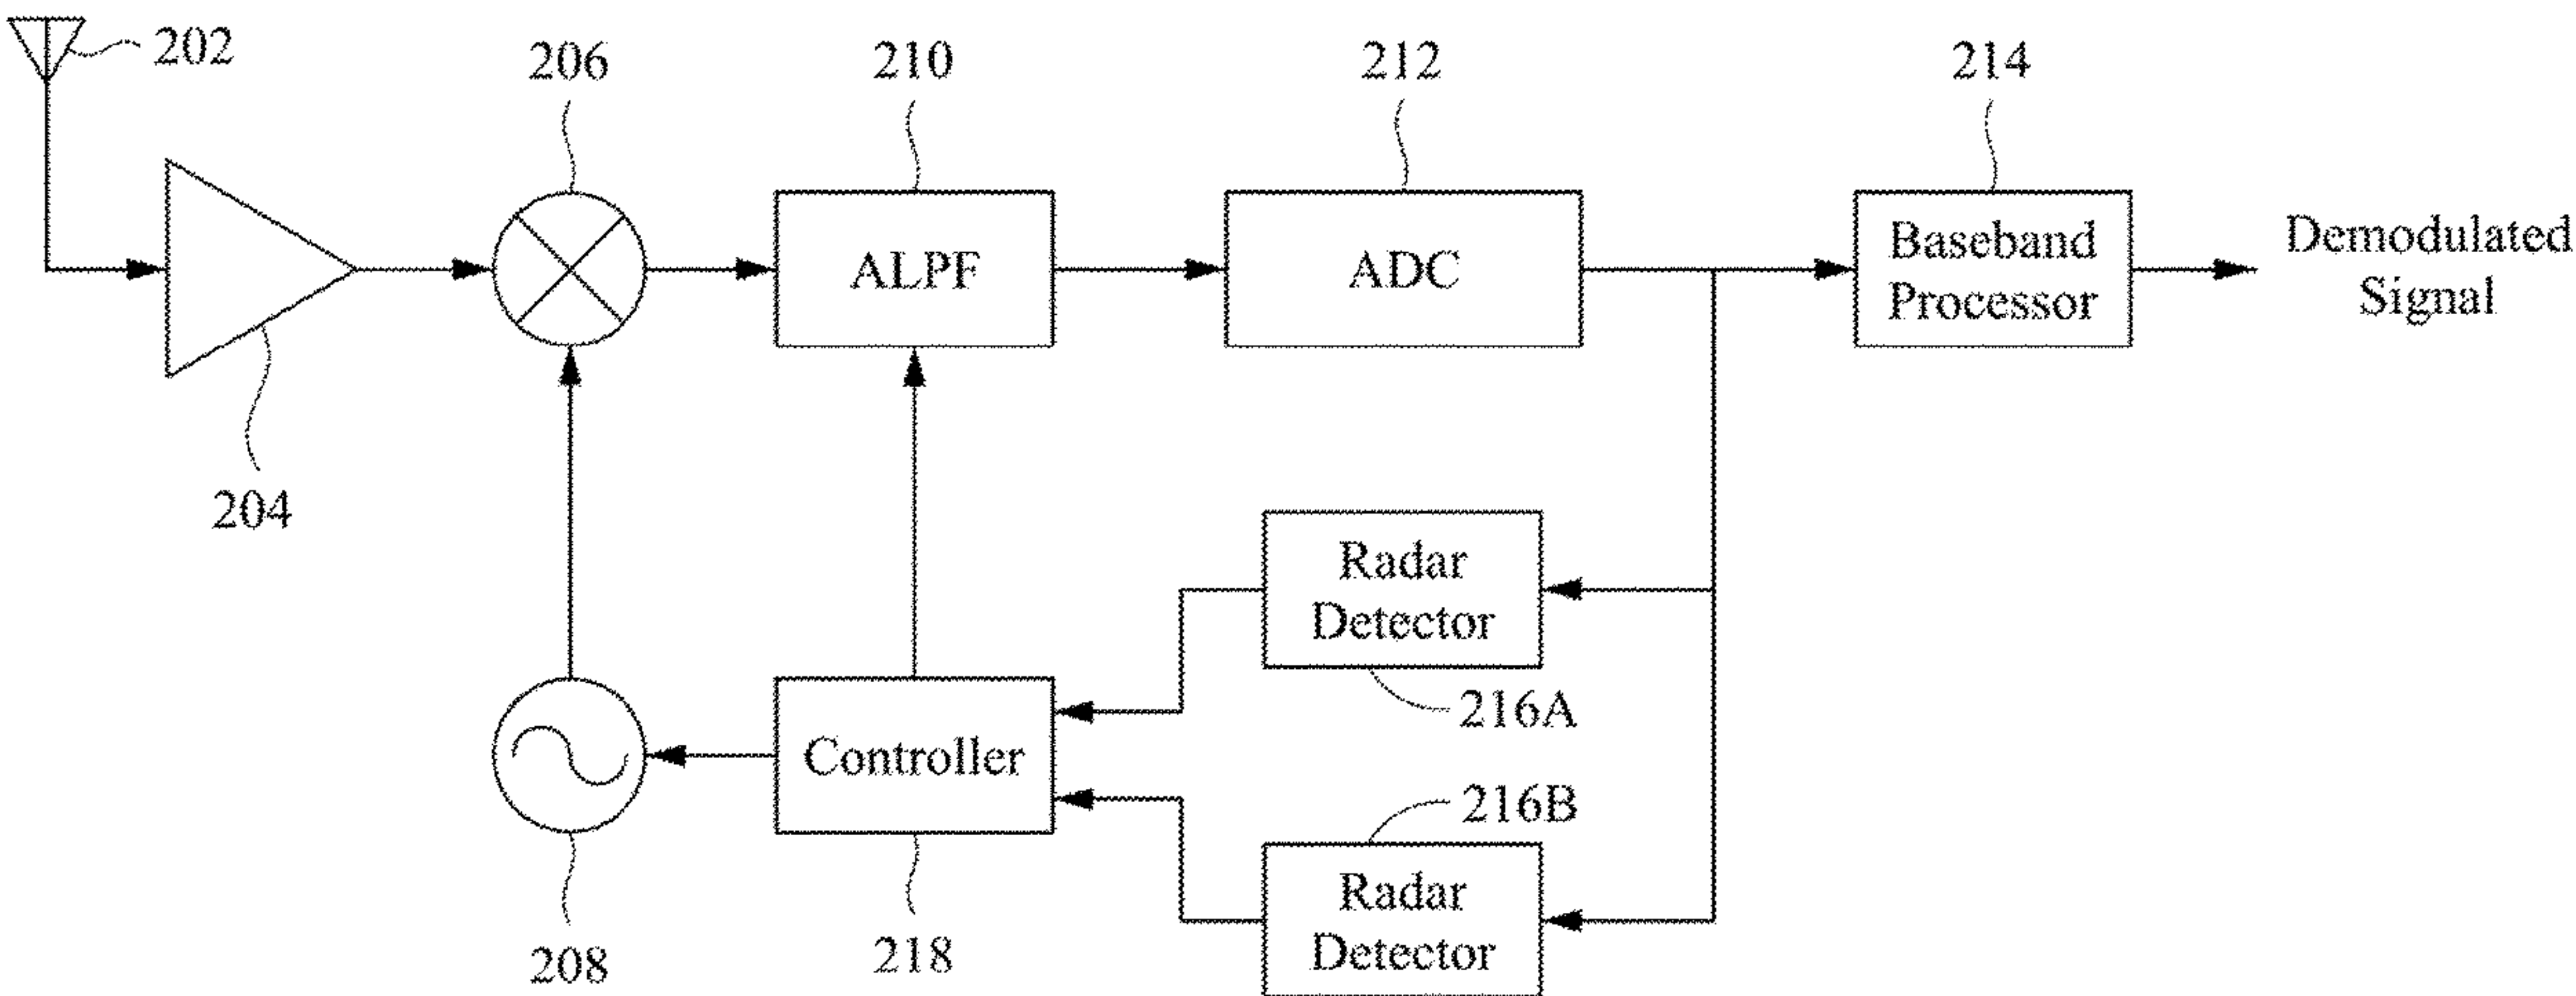 202
206
210
212
214
ALPF
ADC
Baseband
Processor
Demodulated
Signal
204
Radar
Detector
216A
Controller
216B
Radar
Detector
208
218